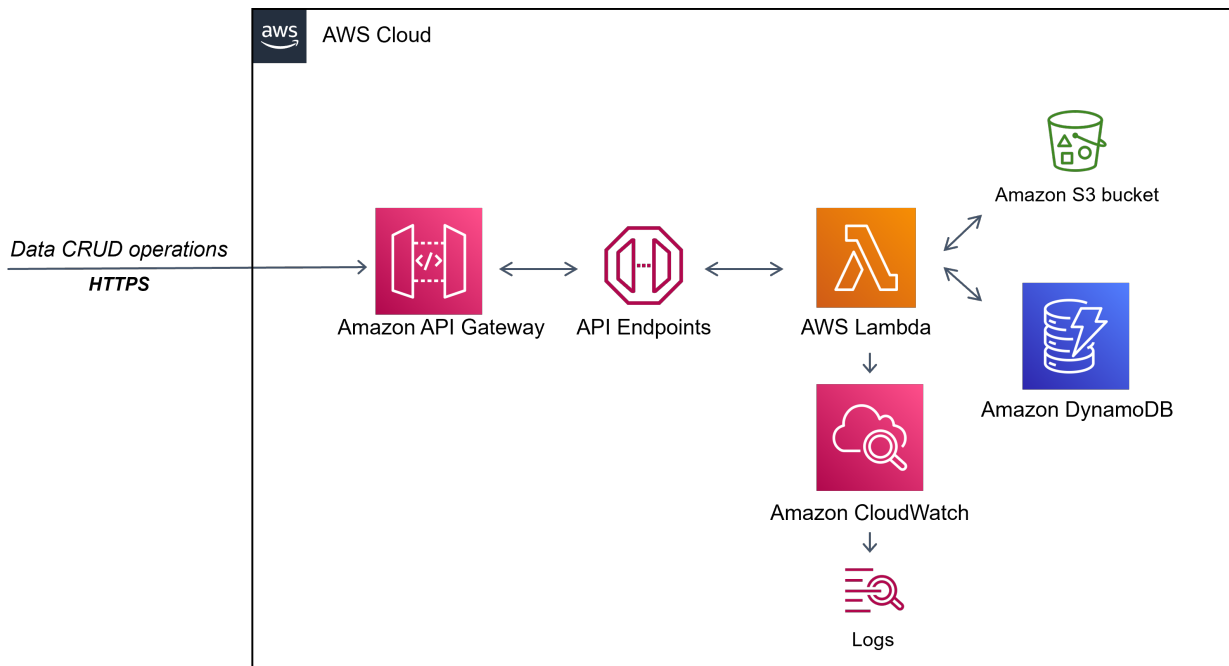 aws
AWS Cloud
Amazon S3 bucket
Data CRUD operations
HTTPS
</>
Amazon API Gateway
API Endpoints
AWS Lambda
Amazon DynamoDB
Amazon CloudWatch
Logs